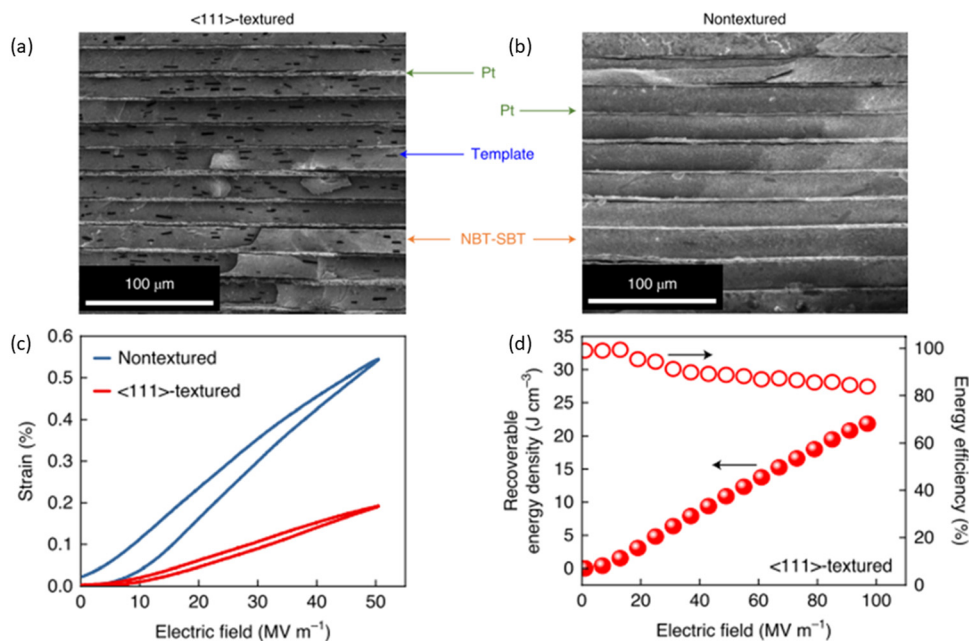 <111>-textured
Nontextured
(a)
(b)
Pt
Pt
Template
NBT-SBT
100 μm
100 μm
(c)
0.6
0.5
0.4
0.3
0.2
0.1
0.0
Strain (%)
Nontextured
<111>-textured
0
10
20
30
40
50
Electric field (MV m⁻¹)
(d)
35
30
25
20
15
10
5
0
Recoverable
energy density (J cm⁻³)
100
80
60
40
20
0
Energy efficiency
(%)
<111>-textured
0
20
40
60
80
100
Electric field (MV m⁻¹)